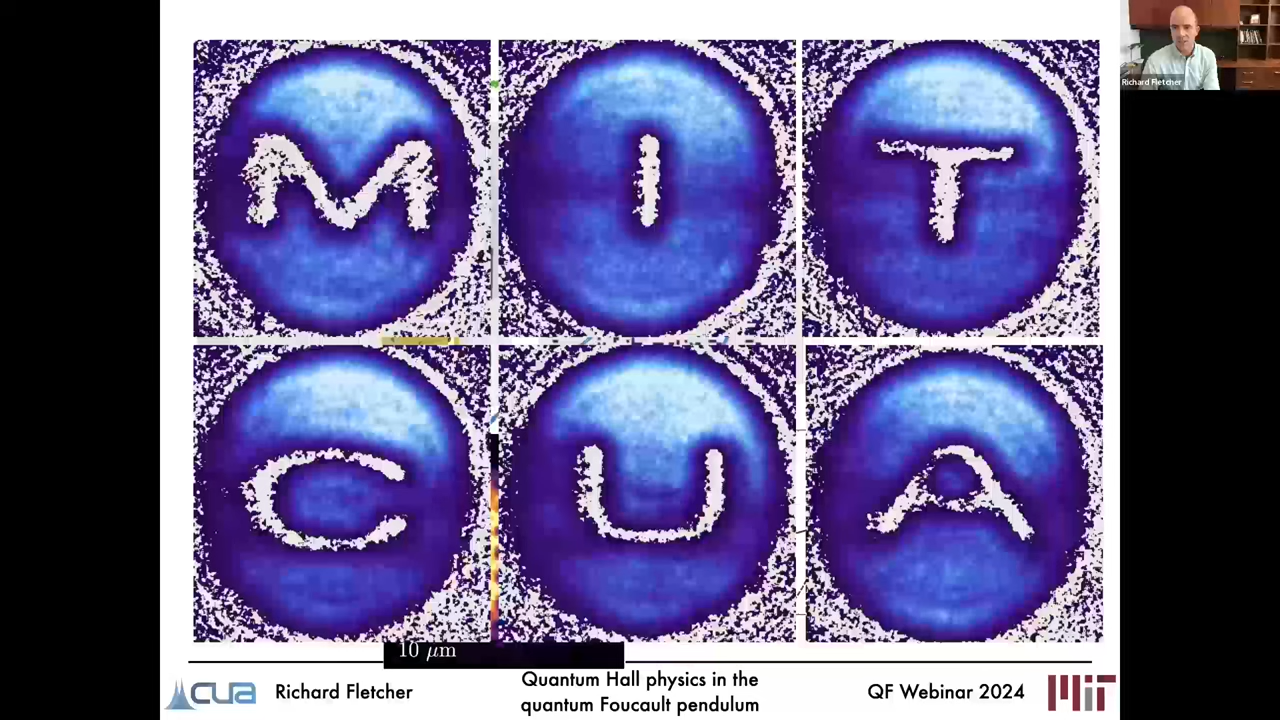 Richard Fletcher
M I T
C U A
10 μm
CUA
Richard Fletcher
Quantum Hall physics in the
quantum Foucault pendulum
QF Webinar 2024
MIT